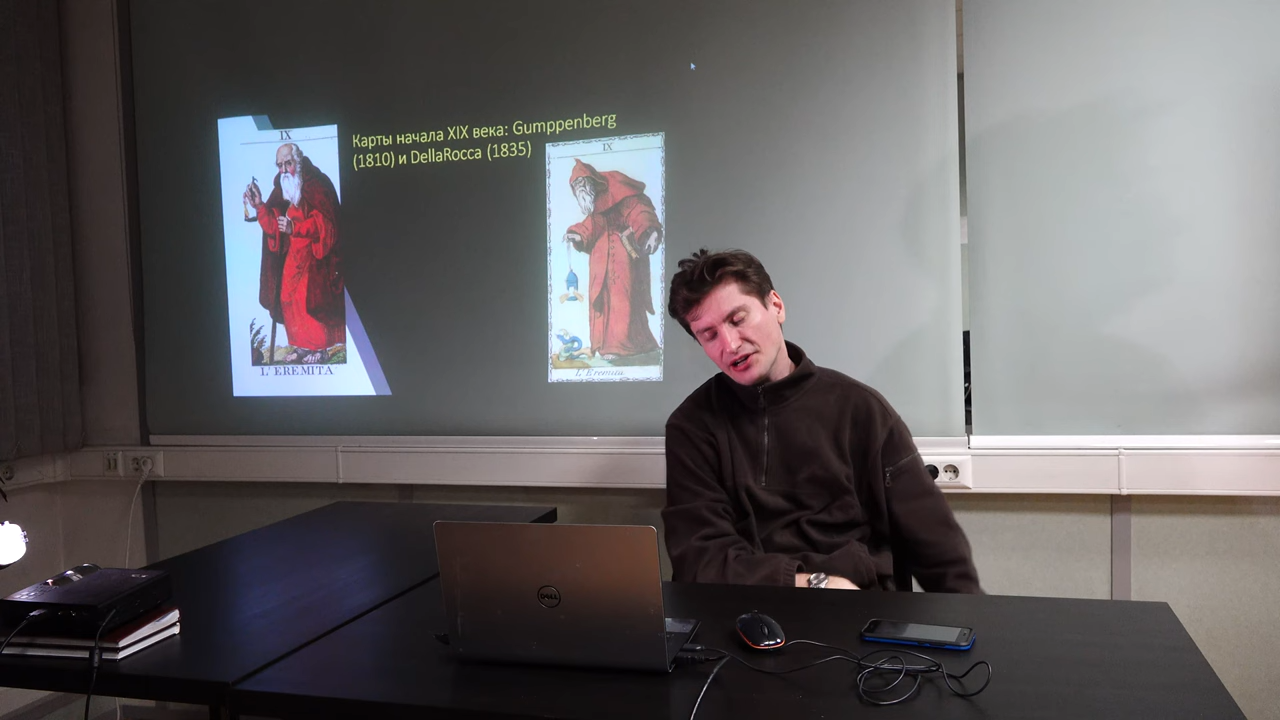 IX
L'EREMITA
Карты начала XIX века: Gumppenberg
(1810) и DellaRocca (1835)
IX
L'Eremita
DELL